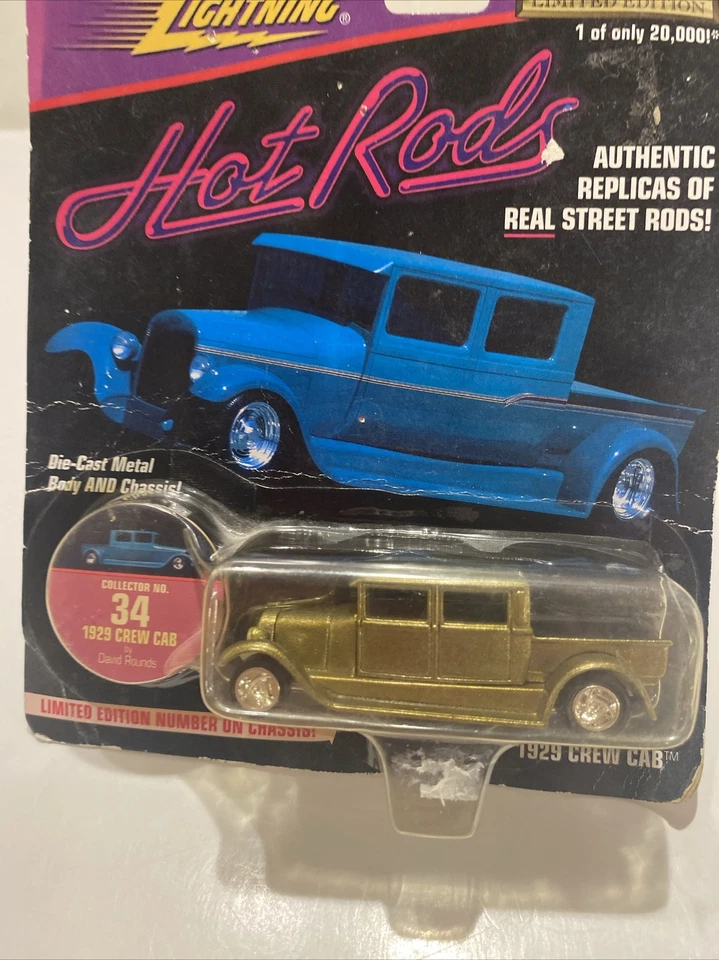 LIGHTNING®
LIMITED EDITION
1 of only 20,000!*
Hot Rods
AUTHENTIC
REPLICAS OF
REAL STREET RODS!
Die-Cast Metal
Body AND Chassis!
COLLECTOR NO.
34
1929 CREW CAB
by
David Rounds
LIMITED EDITION NUMBER ON CHASSIS!
1929 CREW CAB™